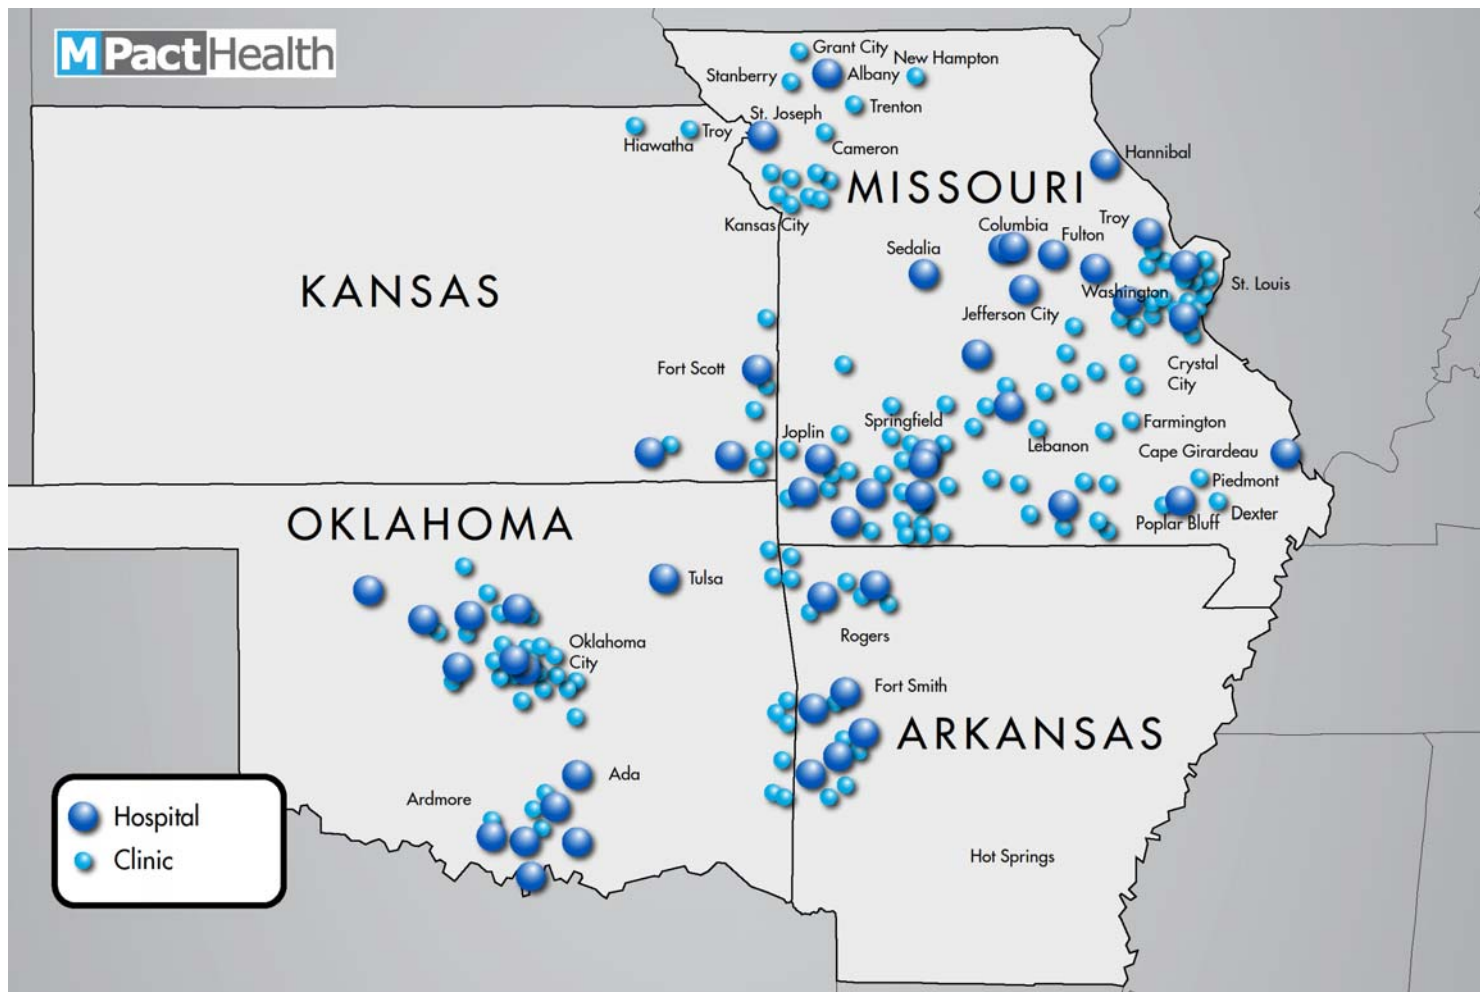 MPactHealth
Grant City
New Hampton
Stanberry
Albany
Trenton
St. Joseph
Troy
Hiawatha
Cameron
Hannibal
MISSOURI
Kansas City
Columbia
Troy
Fulton
Sedalia
KANSAS
Washington
St. Louis
Jefferson City
Fort Scott
Crystal
City
Springfield
Farmington
Joplin
Lebanon
Cape Girardeau
Piedmont
Poplar Bluff
Dexter
OKLAHOMA
Tulsa
Rogers
Oklahoma
City
Fort Smith
ARKANSAS
Ada
Ardmore
Hospital
Clinic
Hot Springs